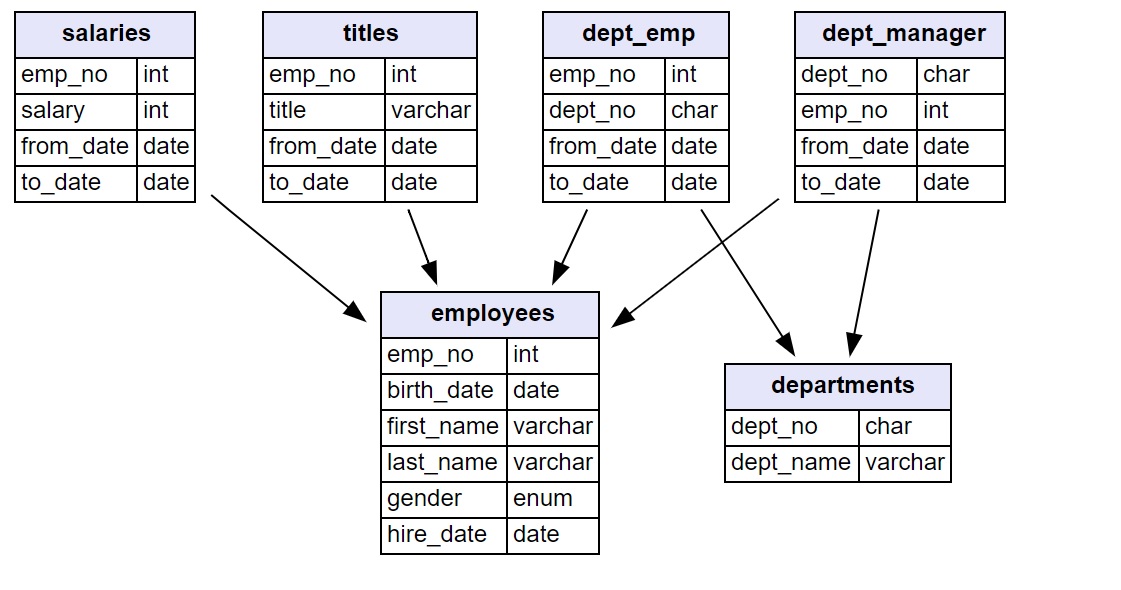 salaries
emp_no int
salary int
from_date date
to_date date
titles
emp_no int
title varchar
from_date date
to_date date
dept_emp
emp_no int
dept_no char
from_date date
to_date date
dept_manager
dept_no char
emp_no int
from_date date
to_date date
employees
emp_no int
birth_date date
first_name varchar
last_name varchar
gender enum
hire_date date
departments
dept_no char
dept_name varchar